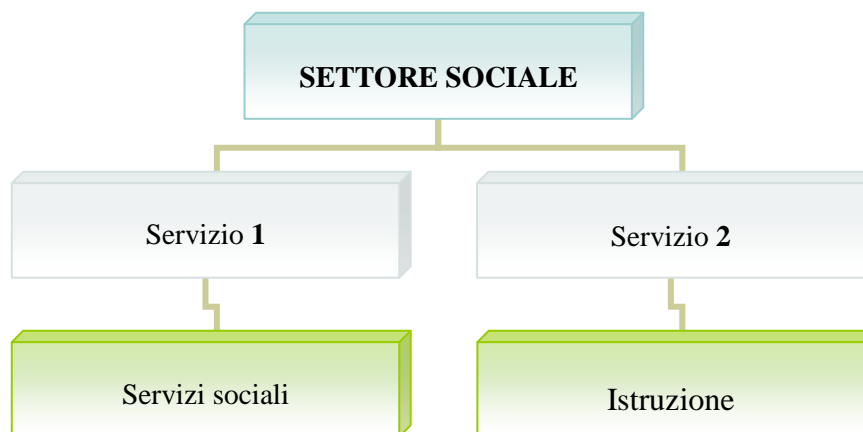 SETTORE SOCIALE
Servizio 1
Servizio 2
Servizi sociali
Istruzione